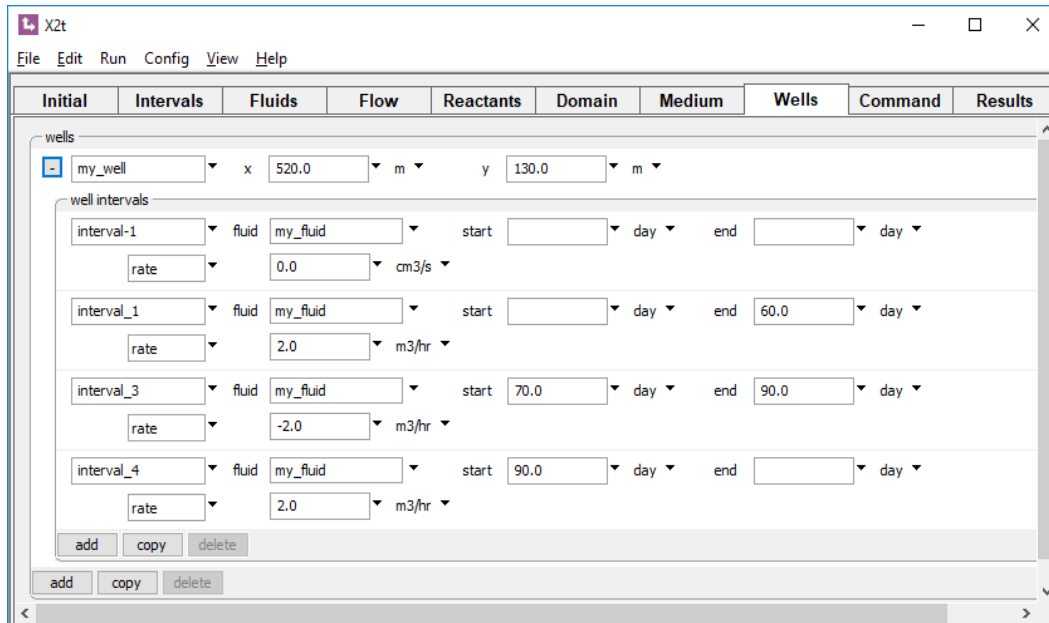 X2t
File Edit Run Config View Help
Initial Intervals Fluids Flow Reactants Domain Medium Wells Command Results
wells
- my_well x 520.0 m y 130.0 m
well intervals
interval-1 fluid my_fluid start day end day
rate 0.0 cm3/s
interval_1 fluid my_fluid start day end 60.0 day
rate 2.0 m3/hr
interval_3 fluid my_fluid start 70.0 day end 90.0 day
rate -2.0 m3/hr
interval_4 fluid my_fluid start 90.0 day end day
rate 2.0 m3/hr
add copy delete
add copy delete